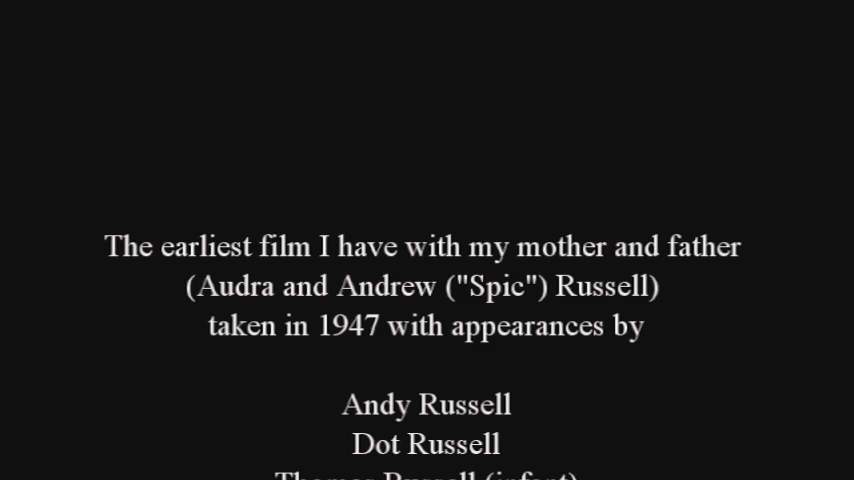 The earliest film I have with my mother and father
(Audra and Andrew ("Spic") Russell)
taken in 1947 with appearances by
Andy Russell
Dot Russell
Thomas Russell (infant)